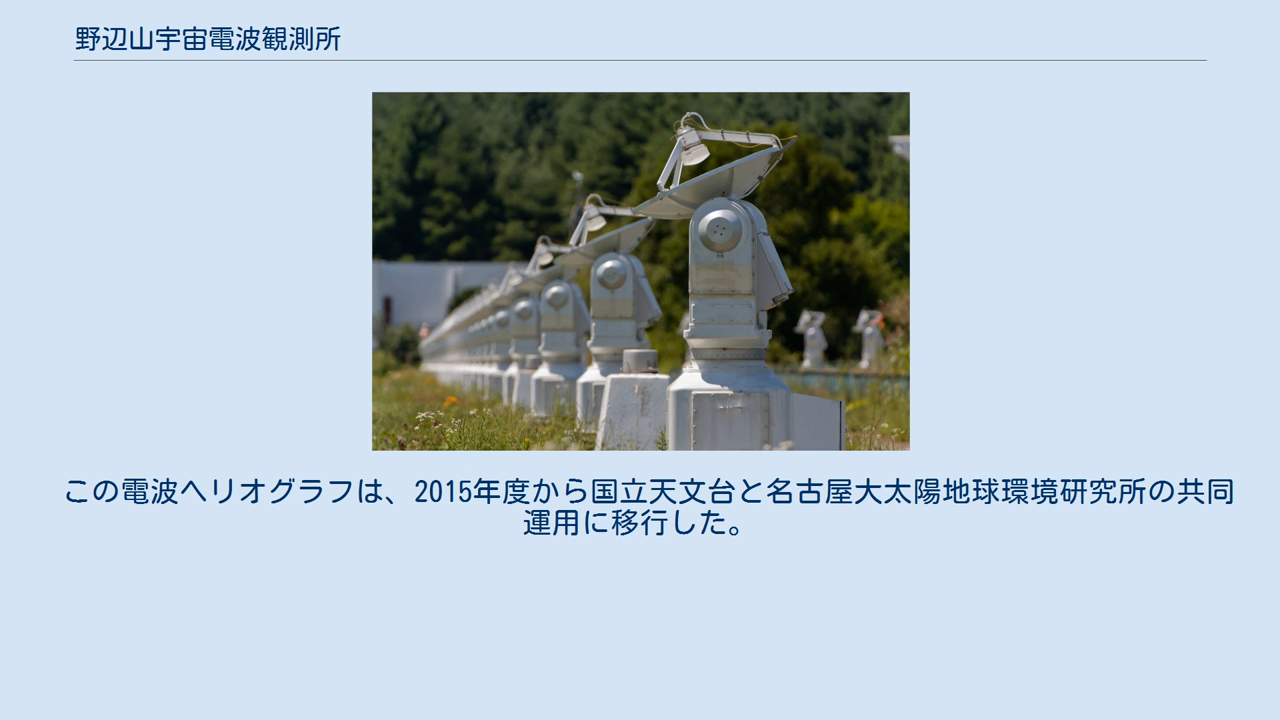 野辺山宇宙電波観測所
この電波ヘリオグラフは、2015年度から国立天文台と名古屋大太陽地球環境研究所の共同
運用に移行した。